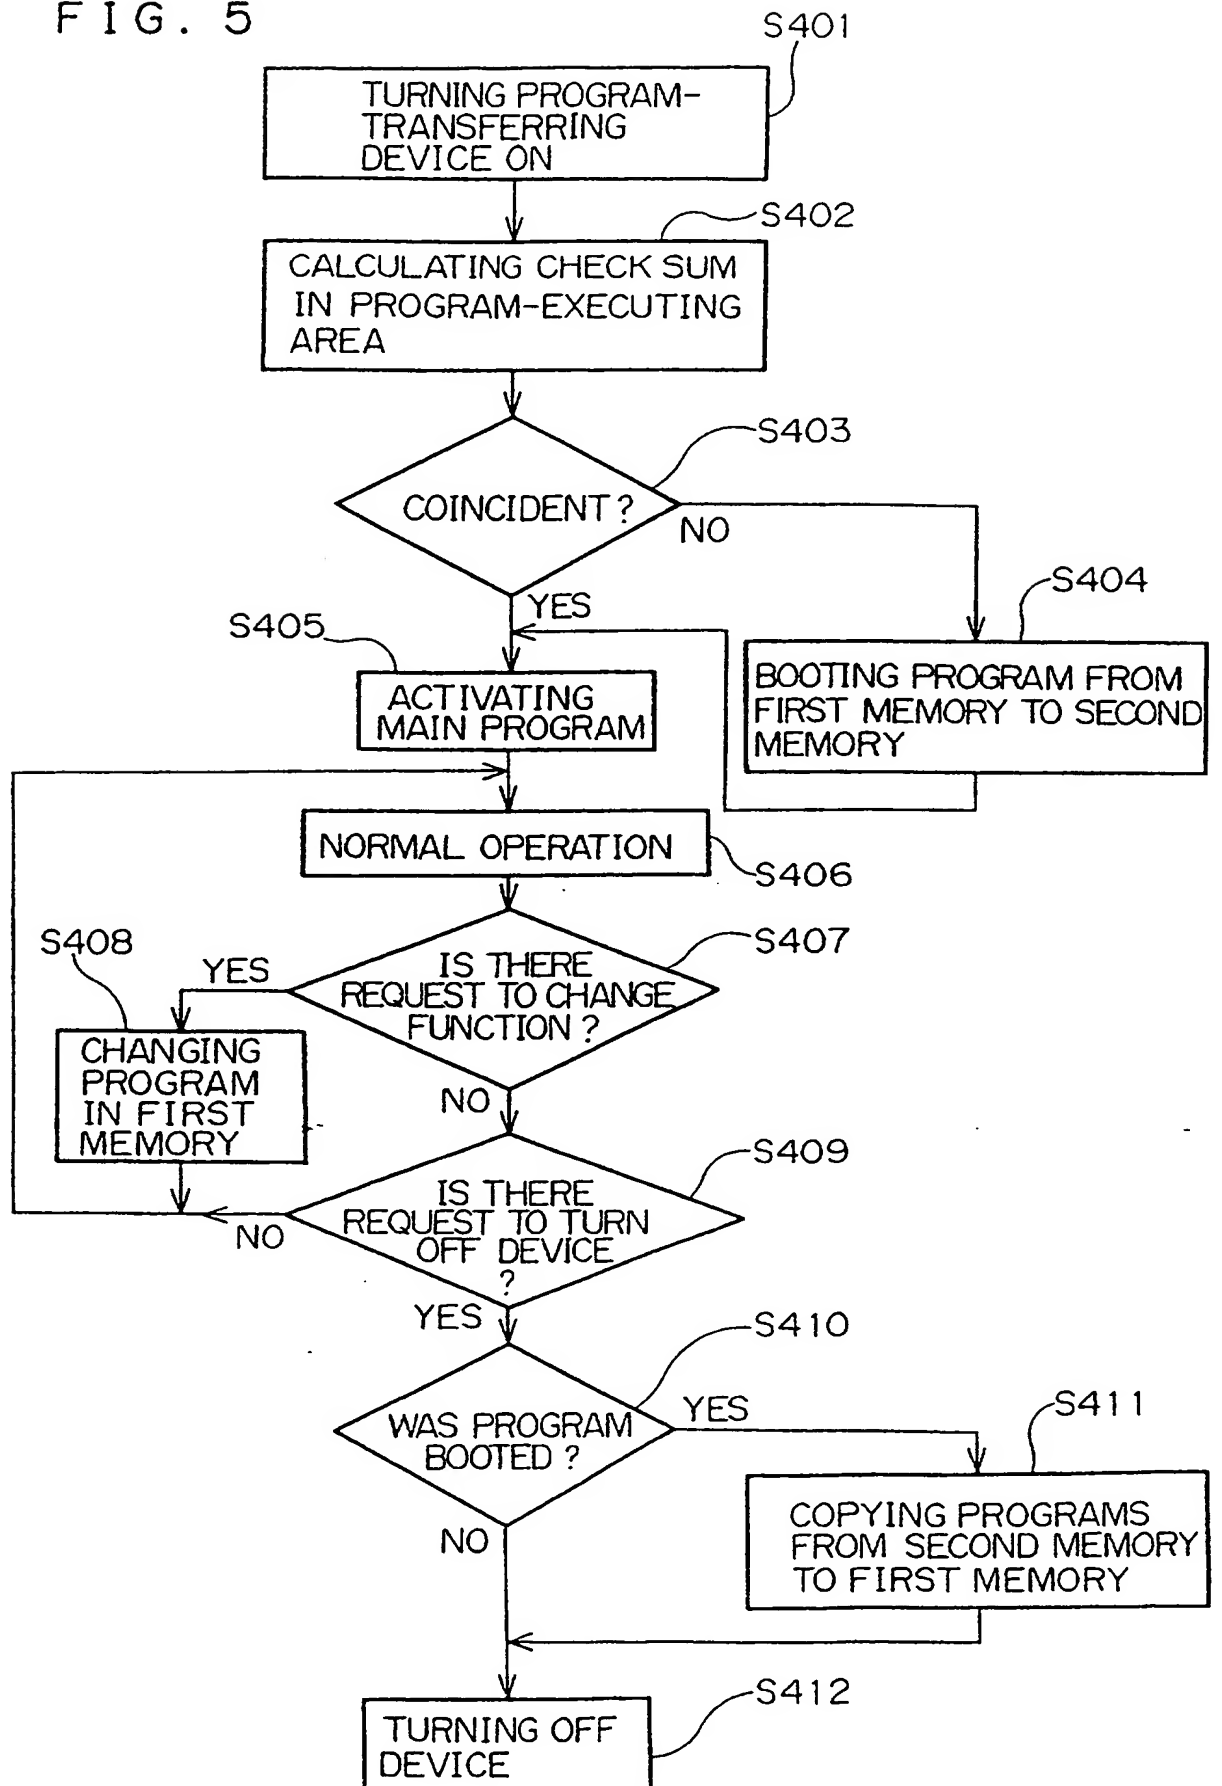 FIG. 5
S401
TURNING PROGRAM-
TRANSFERRING
DEVICE ON
S402
CALCULATING CHECK SUM
IN PROGRAM-EXECUTING
AREA
S403
COINCIDENT ?
NO
YES
S404
S405
BOOTING PROGRAM FROM
FIRST MEMORY TO SECOND
MEMORY
ACTIVATING
MAIN PROGRAM
NORMAL OPERATION
S406
S407
S408
YES
IS THERE
REQUEST TO CHANGE
FUNCTION ?
CHANGING
PROGRAM
IN FIRST
MEMORY
NO
S409
IS THERE
REQUEST TO TURN
OFF DEVICE
?
NO
YES
S410
WAS PROGRAM
BOOTED ?
YES
S411
COPYING PROGRAMS
FROM SECOND MEMORY
TO FIRST MEMORY
NO
S412
TURNING OFF
DEVICE